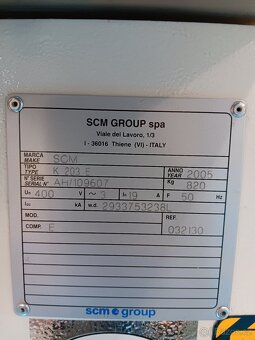 SCM GROUP spa
Viale del Lavoro, 1/3
I - 36016 Thiene (VI) - ITALY
MARCA
MAKE SCM
TIPO
TYPE K 203 E ANNO
YEAR 2005
N° SERIE
SERIAL N° AH/109607 Kg 820
Un 400 V ~ 3 In 19 A F 50 Hz
Icc kA w.d. 2933753238L
MOD. REF.
COMP. E 032130
scm group